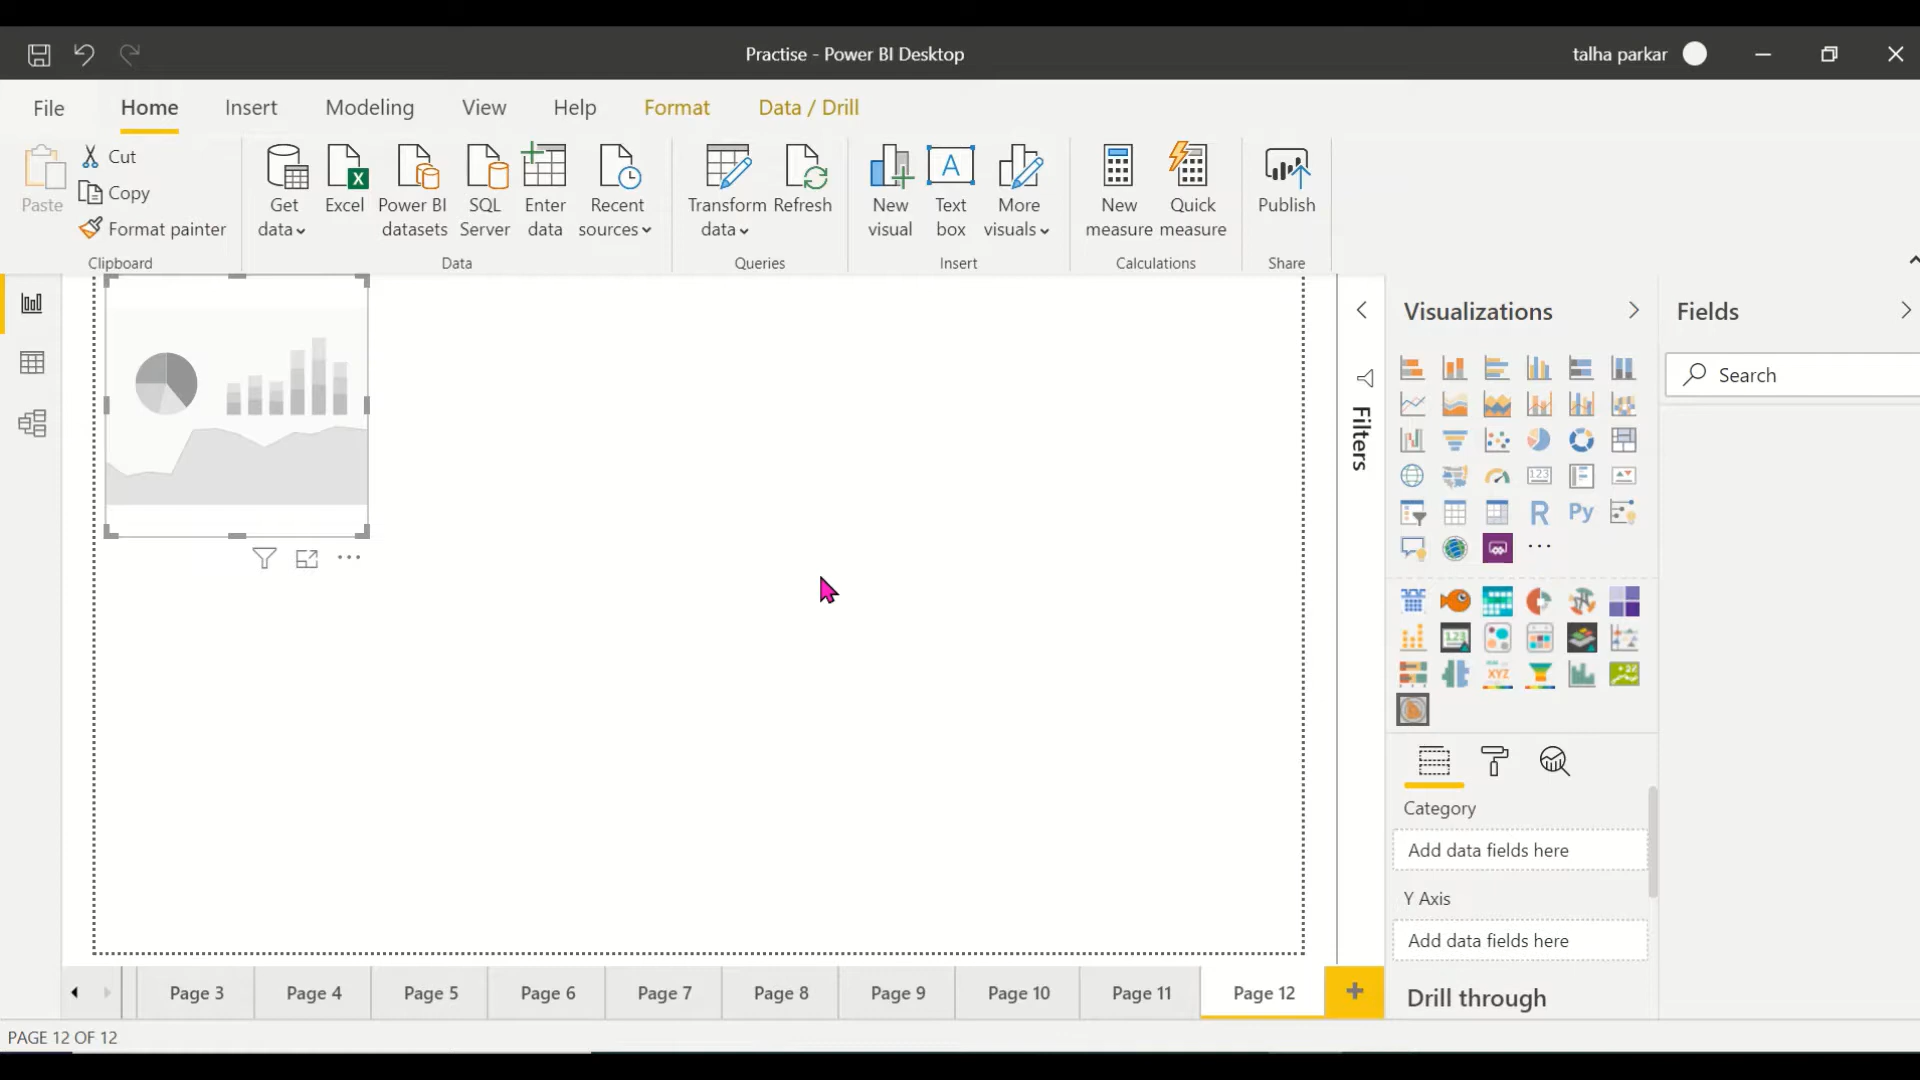 Practise - Power BI Desktop
talha parkar
File
Home
Insert
Modeling
View
Help
Format
Data / Drill
Paste
Cut
Copy
Format painter
Clipboard
Get
data
Excel
Power BI
datasets
SQL
Server
Enter
data
Recent
sources
Data
Transform
data
Refresh
Queries
New
visual
Text
box
More
visuals
Insert
New
measure
Quick
measure
Calculations
Publish
Share
Filters
Visualizations
Fields
Search
123
R
Py
123
XYZ
Category
Add data fields here
Y Axis
Add data fields here
Drill through
Page 3
Page 4
Page 5
Page 6
Page 7
Page 8
Page 9
Page 10
Page 11
Page 12
PAGE 12 OF 12